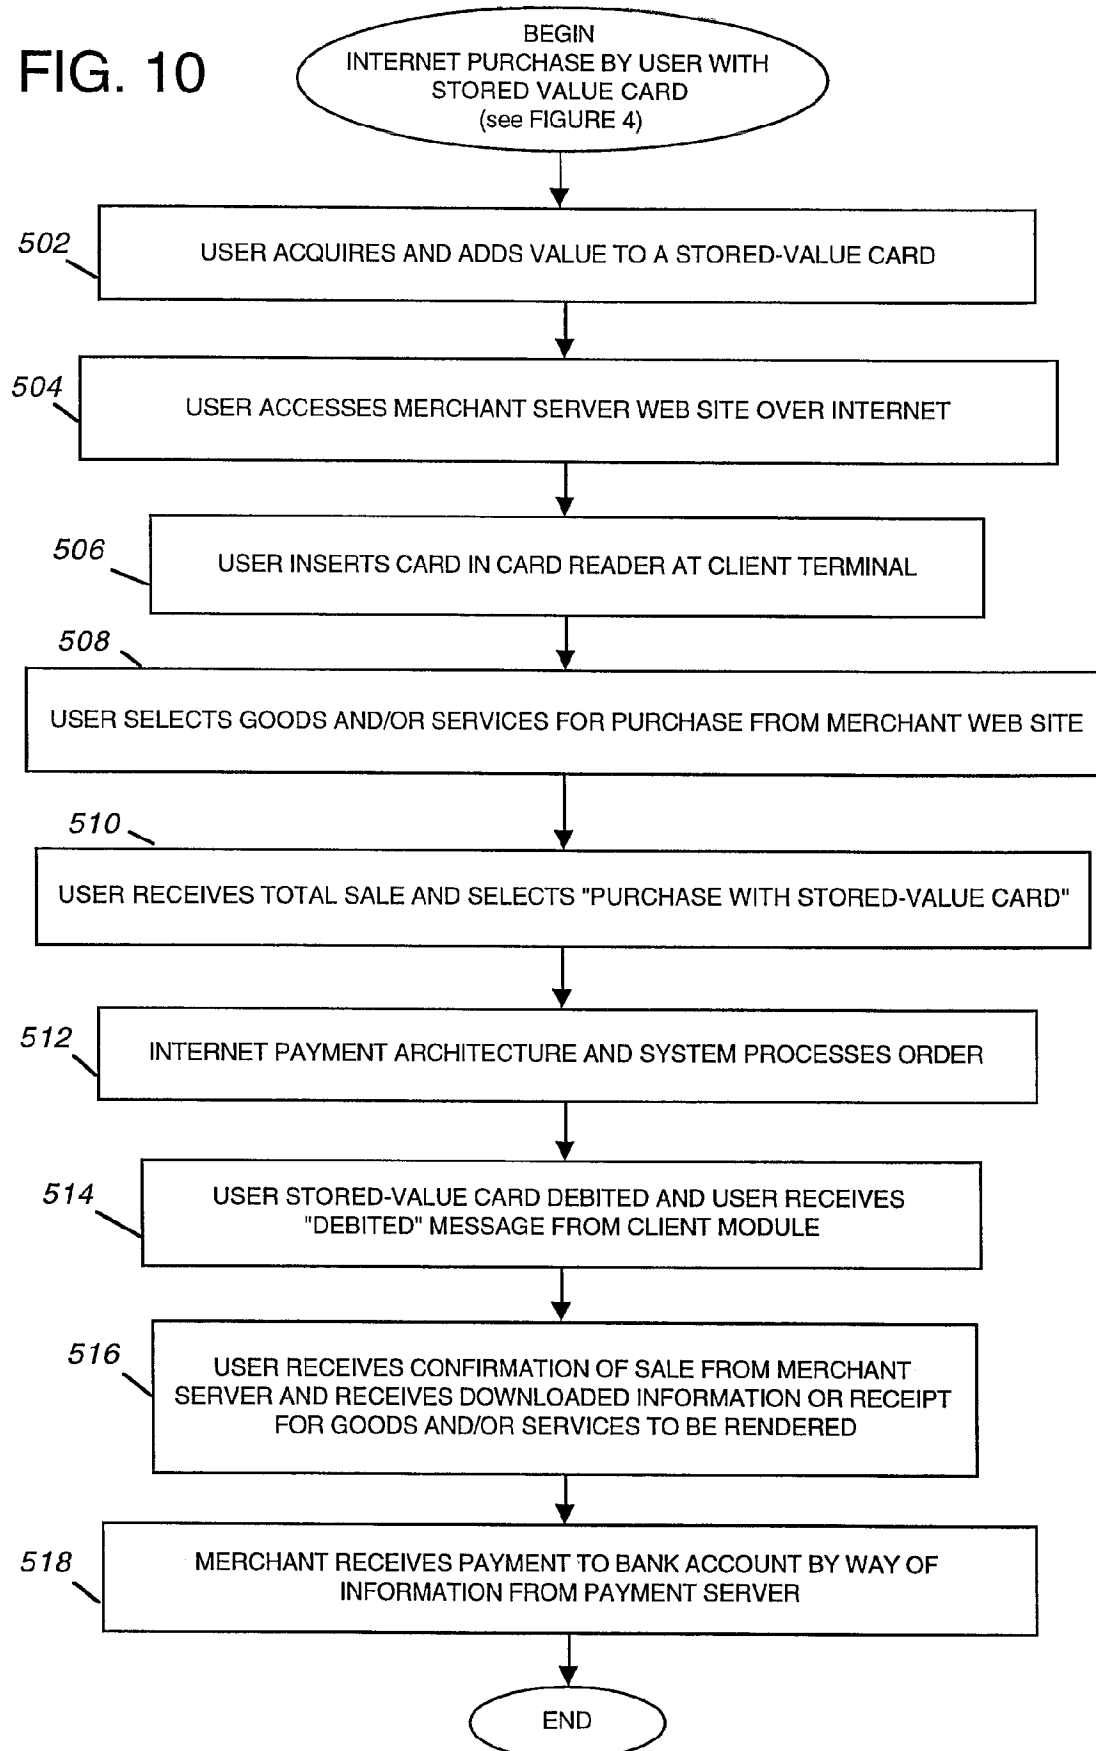 FIG. 10
BEGIN
INTERNET PURCHASE BY USER WITH
STORED VALUE CARD
(see FIGURE 4)
502
USER ACQUIRES AND ADDS VALUE TO A STORED-VALUE CARD
504
USER ACCESSES MERCHANT SERVER WEB SITE OVER INTERNET
506
USER INSERTS CARD IN CARD READER AT CLIENT TERMINAL
508
USER SELECTS GOODS AND/OR SERVICES FOR PURCHASE FROM MERCHANT WEB SITE
510
USER RECEIVES TOTAL SALE AND SELECTS "PURCHASE WITH STORED-VALUE CARD"
512
INTERNET PAYMENT ARCHITECTURE AND SYSTEM PROCESSES ORDER
514
USER STORED-VALUE CARD DEBITED AND USER RECEIVES
"DEBITED" MESSAGE FROM CLIENT MODULE
516
USER RECEIVES CONFIRMATION OF SALE FROM MERCHANT
SERVER AND RECEIVES DOWNLOADED INFORMATION OR RECEIPT
FOR GOODS AND/OR SERVICES TO BE RENDERED
518
MERCHANT RECEIVES PAYMENT TO BANK ACCOUNT BY WAY OF
INFORMATION FROM PAYMENT SERVER
END